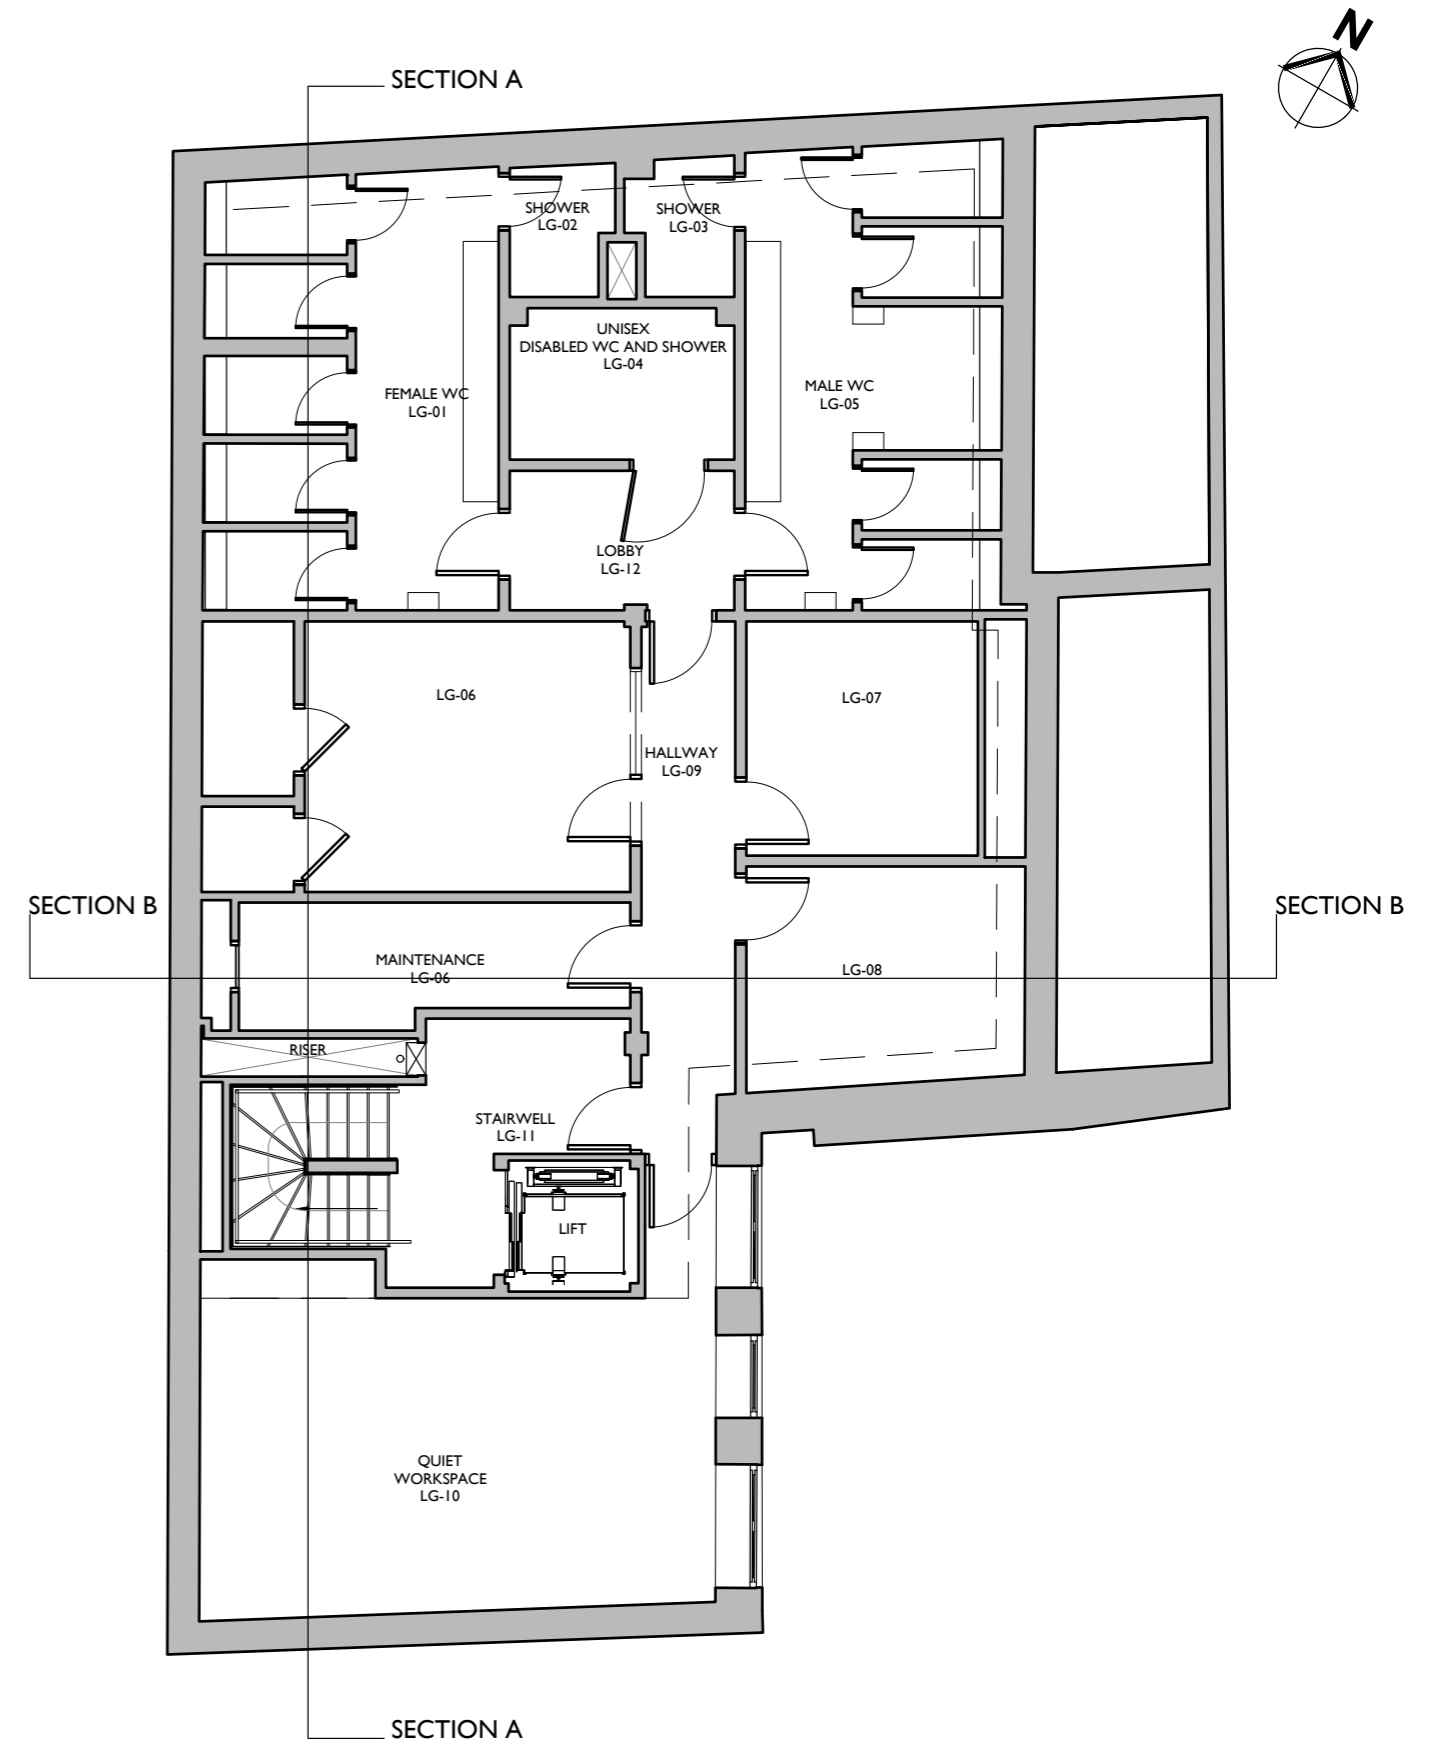 N
SECTION A
SHOWER
LG-02
SHOWER
LG-03
UNISEX
DISABLED WC AND SHOWER
LG-04
FEMALE WC
LG-01
MALE WC
LG-05
LOBBY
LG-12
LG-06
LG-07
HALLWAY
LG-09
SECTION B
SECTION B
MAINTENANCE
LG-06
LG-08
RISER
STAIRWELL
LG-11
LIFT
QUIET
WORKSPACE
LG-10
SECTION A